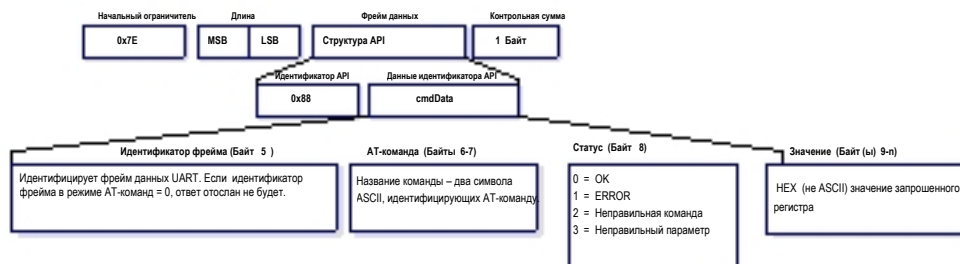 Начальный ограничитель Длина Фрейм данных Контрольная сумма
0x7E MSB LSB Структура API 1 Байт
Идентификатор API Данные идентификатора API
0x88 cmdData
Идентификатор фрейма (Байт 5 ) AT-команда (Байты 6-7) Статус (Байт 8) Значение (Байт (ы) 9-n)
Идентифицирует фрейм данных UART. Если идентификатор
фрейма в режиме AT-команд = 0, ответ отослан не будет.
Название команды – два символа
ASCII, идентифицирующих AT-команду.
0 = OK
1 = ERROR
2 = Неправильная команда
3 = Неправильный параметр
HEX (не ASCII) значение запрошенного
регистра